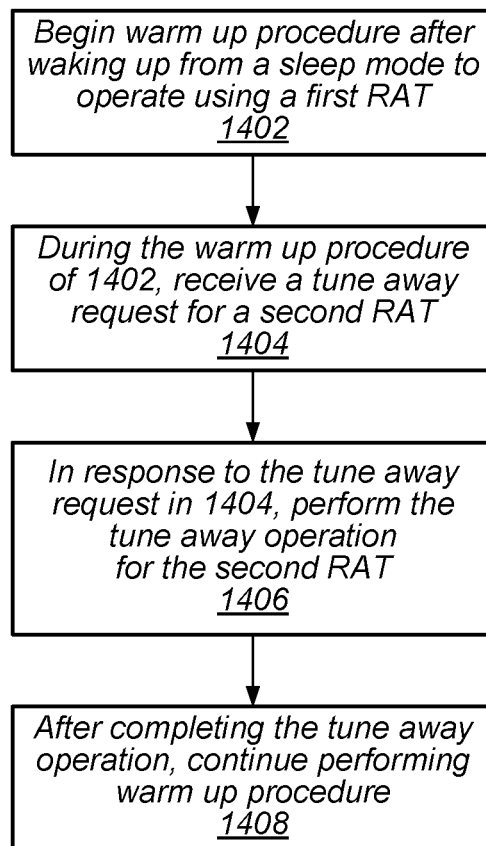 Begin warm up procedure after
waking up from a sleep mode to
operate using a first RAT
1402
During the warm up procedure
of 1402, receive a tune away
request for a second RAT
1404
In response to the tune away
request in 1404, perform the
tune away operation
for the second RAT
1406
After completing the tune away
operation, continue performing
warm up procedure
1408